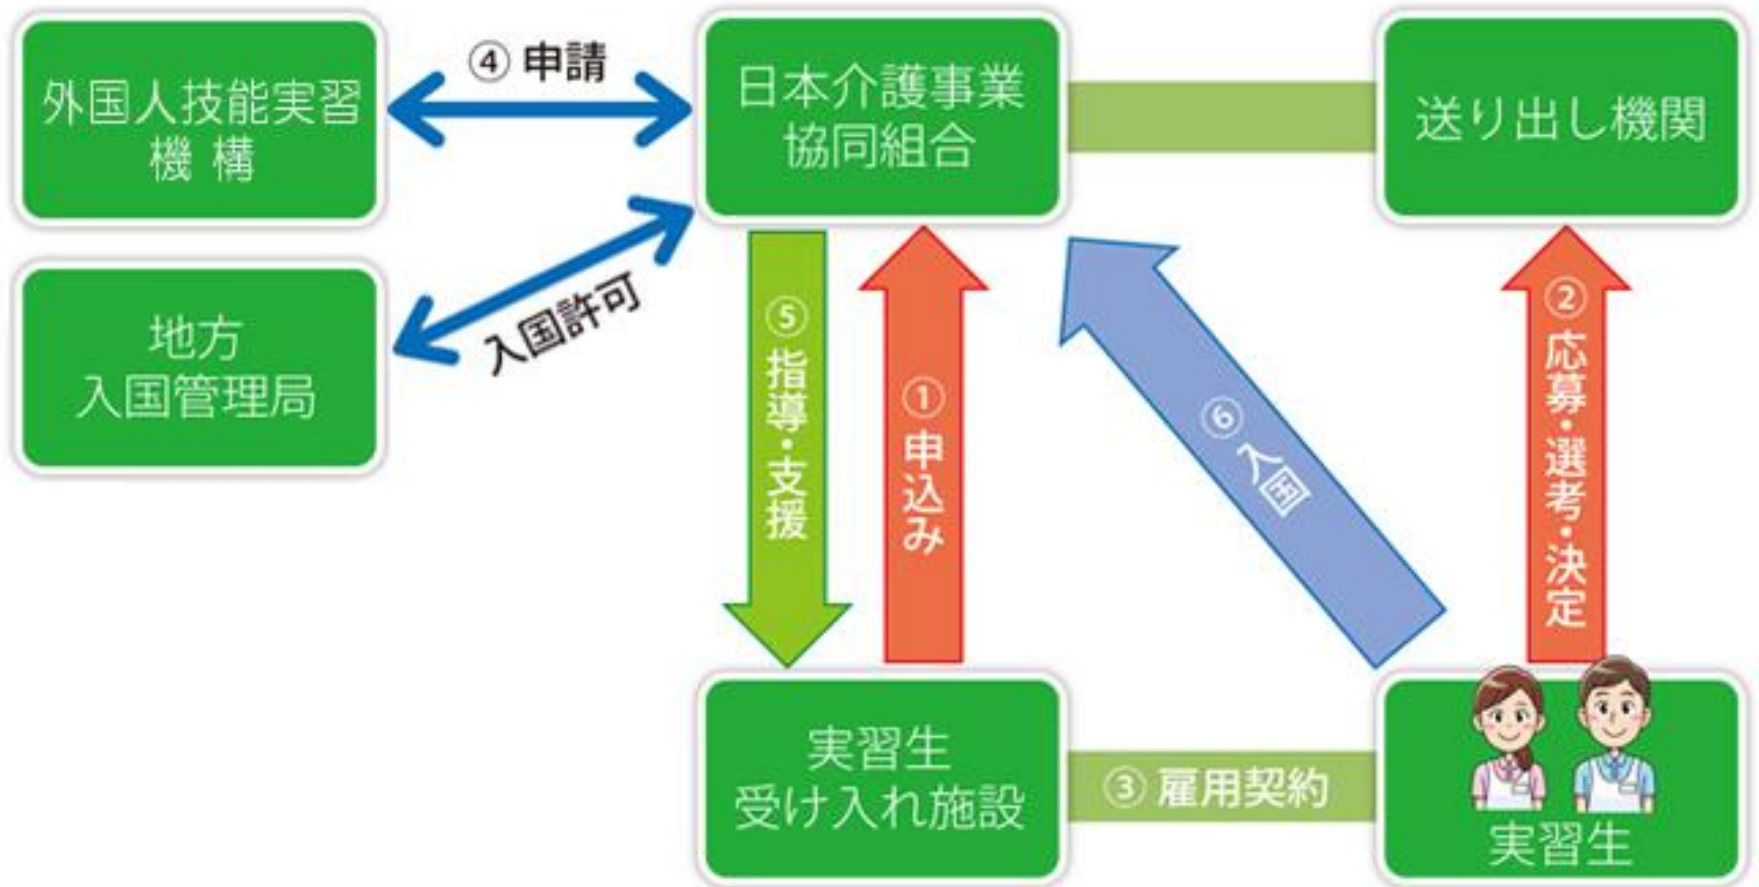 外国人技能実習
機 構
④ 申請
日本介護事業
協同組合
送り出し機関
地方
入国管理局
入国許可
⑤ 指導・支援
① 申込み
⑥ 入国
② 応募・選考・決定
実習生
受け入れ施設
③ 雇用契約
実習生